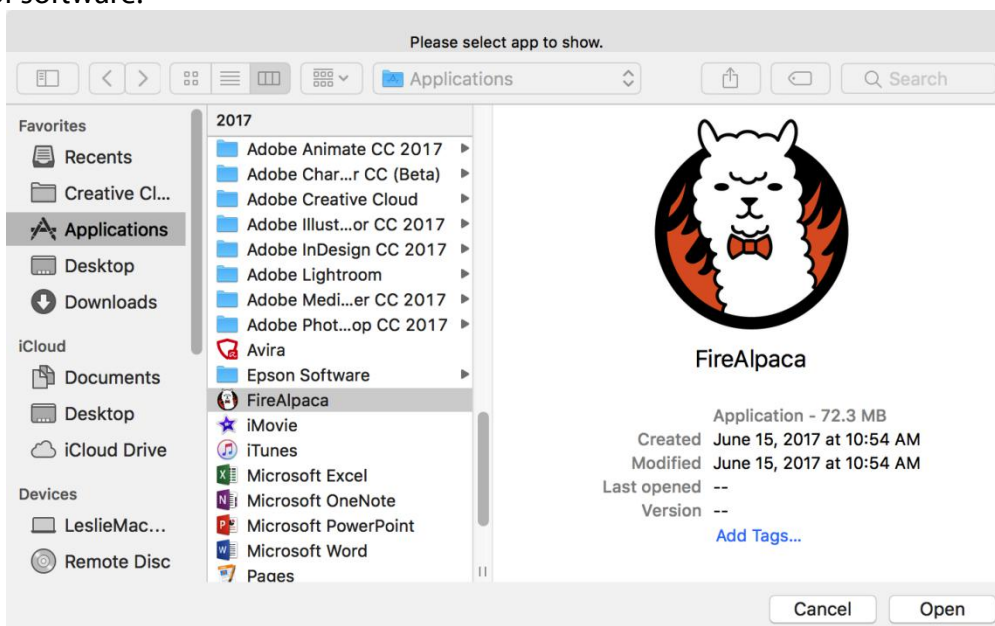 or software.
Please select app to show.
Applications
Search
Favorites
Recents
Creative Cl...
Applications
Desktop
Downloads
iCloud
Documents
Desktop
iCloud Drive
Devices
LeslieMac...
Remote Disc
2017
Adobe Animate CC 2017
Adobe Char...r CC (Beta)
Adobe Creative Cloud
Adobe Illust...or CC 2017
Adobe InDesign CC 2017
Adobe Lightroom
Adobe Medi...er CC 2017
Adobe Phot...op CC 2017
Avira
Epson Software
FireAlpaca
iMovie
iTunes
Microsoft Excel
Microsoft OneNote
Microsoft PowerPoint
Microsoft Word
Pages
FireAlpaca
Application - 72.3 MB
Created June 15, 2017 at 10:54 AM
Modified June 15, 2017 at 10:54 AM
Last opened --
Version --
Add Tags...
Cancel
Open